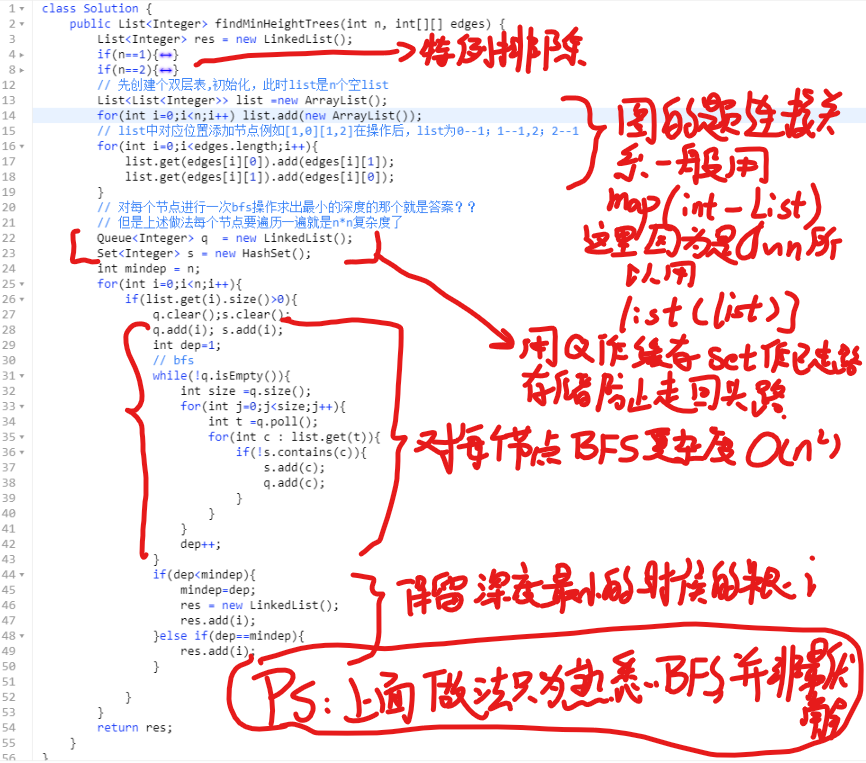 1 class Solution {
2 public List<Integer> findMinHeightTrees(int n, int[][] edges) {
3 List<Integer> res = new LinkedList();
4 if(n==1){↔}
8 if(n==2){↔}
特例排除
12 // 先创建个双层表,初始化，此时list是n个空list
13 List<List<Integer>> list =new ArrayList();
14 for(int i=0;i<n;i++) list.add(new ArrayList());
15 // list中对应位置添加节点例如[1,0][1,2]在操作后，list为0--1；1--1,2；2--1
16 for(int i=0;i<edges.length;i++){
17 list.get(edges[i][0]).add(edges[i][1]);
18 list.get(edges[i][1]).add(edges[i][0]);
19 }
图的题连接关
系一般用
map(int-List)
这里因为是0~n所
以用
list(list)]
20 // 对每个节点进行一次bfs操作求出最小的深度的那个就是答案？？
21 // 但是上述做法每个节点要遍历一遍就是n*n复杂度了
22 Queue<Integer> q = new LinkedList();
23 Set<Integer> s = new HashSet();
用Q作缓存 set作已走路
存储防止走回头路
24 int mindep = n;
25 for(int i=0;i<n;i++){
26 if(list.get(i).size()>0){
27 q.clear();s.clear();
28 q.add(i); s.add(i);
29 int dep=1;
30 // bfs
31 while(!q.isEmpty()){
32 int size =q.size();
33 for(int j=0;j<size;j++){
34 int t =q.poll();
35 for(int c : list.get(t)){
36 if(!s.contains(c)){
37 s.add(c);
38 q.add(c);
39 }
40 }
41 }
42 dep++;
43 }
对每个节点 BFS 复杂度 O(n²)
44 if(dep<mindep){
45 mindep=dep;
46 res = new LinkedList();
47 res.add(i);
48 }else if(dep==mindep){
49 res.add(i);
50 }
保留深度最小的时候的根i
51
52 }
53 }
54 return res;
55 }
56
PS:上面做法只为熟悉..BFS并非最优